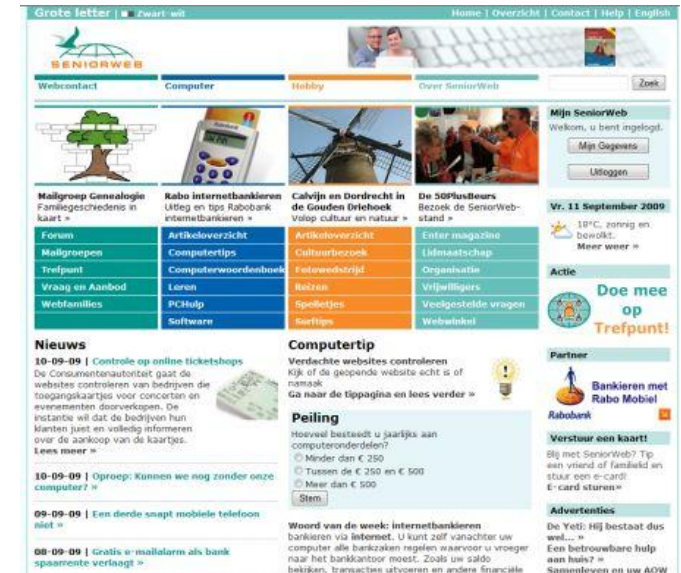 Grote letter | Zwart-wit
Home | Overzicht | Contact | Help | English
SENIORWEB
Webcontact
Computer
Hobby
Over SeniorWeb
Zoek
Mailgroep Genealogie
Familiegeschiedenis in
kaart »
Rabo internetbankieren
Uitleg en tips Rabobank
internetbankieren »
Calvijn en Dordrecht in
de Gouden Driehoek
Volop cultuur en natuur »
De 50PlusBeurs
Bezoek de SeniorWeb-
stand »
Forum
Mailgroepen
Trefpunt
Vraag en Aanbod
Webfamilies
Artikeloverzicht
Computertips
Computerwoordenboek
Leren
PCHulp
Software
Artikeloverzicht
Cultuurbezoek
Fotowedstrijd
Reizen
Spelletjes
Surftips
Enter magazine
Lidmaatschap
Organisatie
Vrijwilligers
Veelgestelde vragen
Webwinkel
Nieuws
10-09-09 | Controle op online ticketshops
De Consumentenautoriteit gaat de
websites controleren van bedrijven die
toegangskaartjes voor concerten en
evenementen doorverkopen. De
instantie wil dat de bedrijven hun
klanten juist en volledig informeren
over de aankoop van de kaartjes.
Lees meer »
10-09-09 | Oproep: Kunnen we nog zonder onze
computer? »
09-09-09 | Een derde snapt mobiele telefoon
niet »
08-09-09 | Gratis e-mailalarm als bank
spaarrente verlaagt »
Computertip
Verdachte websites controleren
Kijk of de geopende website echt is of
namaak
Ga naar de tippagina en lees verder »
Peiling
Hoeveel besteedt u jaarlijks aan
computeronderdelen?
Minder dan € 250
Tussen de € 250 en € 500
Meer dan € 500
Stem
Woord van de week: internetbankieren
bankieren via internet. U kunt zelf vanachter uw
computer alle bankzaken regelen waarvoor u vroeger
naar het bankkantoor moest. Zoals uw saldo
bekijken, transacties uitvoeren en andere financiële
Mijn SeniorWeb
Welkom, u bent ingelogd.
Mijn Gegevens
Uitloggen
Vr. 11 September 2009
18°C, zonnig en
bewolkt.
Meer weer »
Actie
Doe mee
op
Trefpunt!
Partner
Bankieren met
Rabo Mobiel
Rabobank
Verstuur een kaart!
Blij met SeniorWeb? Tip
een vriend of familielid en
stuur een e-card!
E-card sturen»
Advertenties
De Yeti: Hij bestaat dus
wel... »
Een betrouwbare hulp
aan huis? »
Samenleven en uw AOW